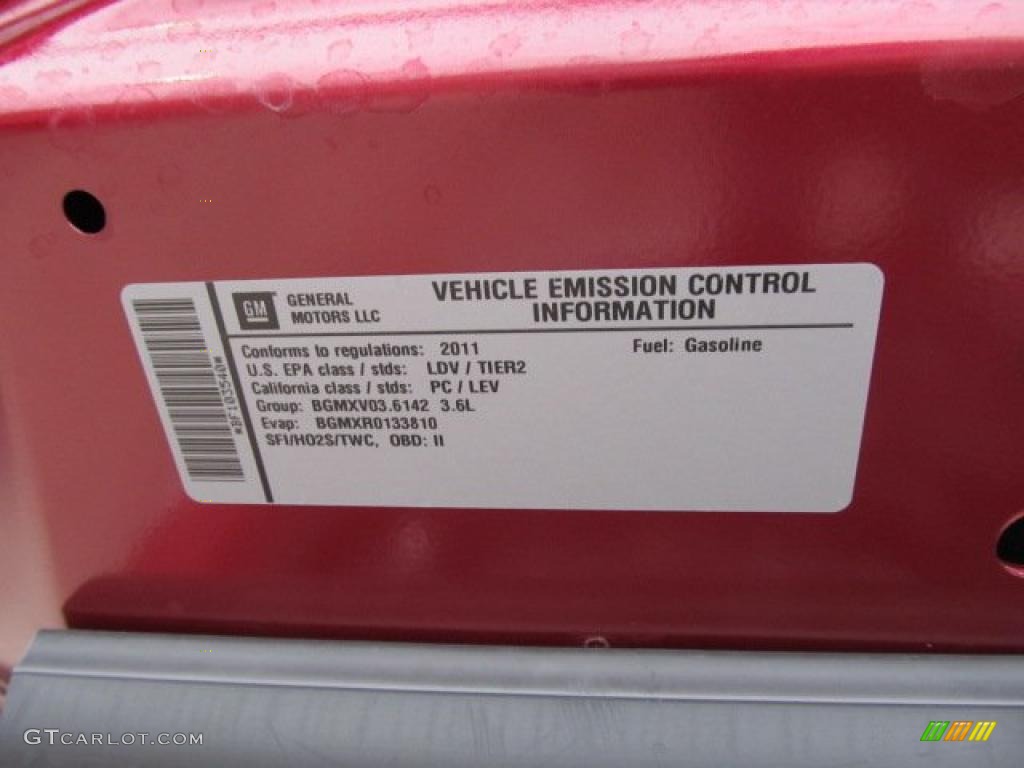 GM GENERAL MOTORS LLC
VEHICLE EMISSION CONTROL
INFORMATION
Conforms to regulations: 2011
Fuel: Gasoline
U.S. EPA class / stds: LDV / TIER2
California class / stds: PC / LEV
Group: BGMXV03.6142 3.6L
Evap: BGMXR0133810
SFI/HO2S/TWC, OBD: II
*BF103540*
GTCARLOT.COM